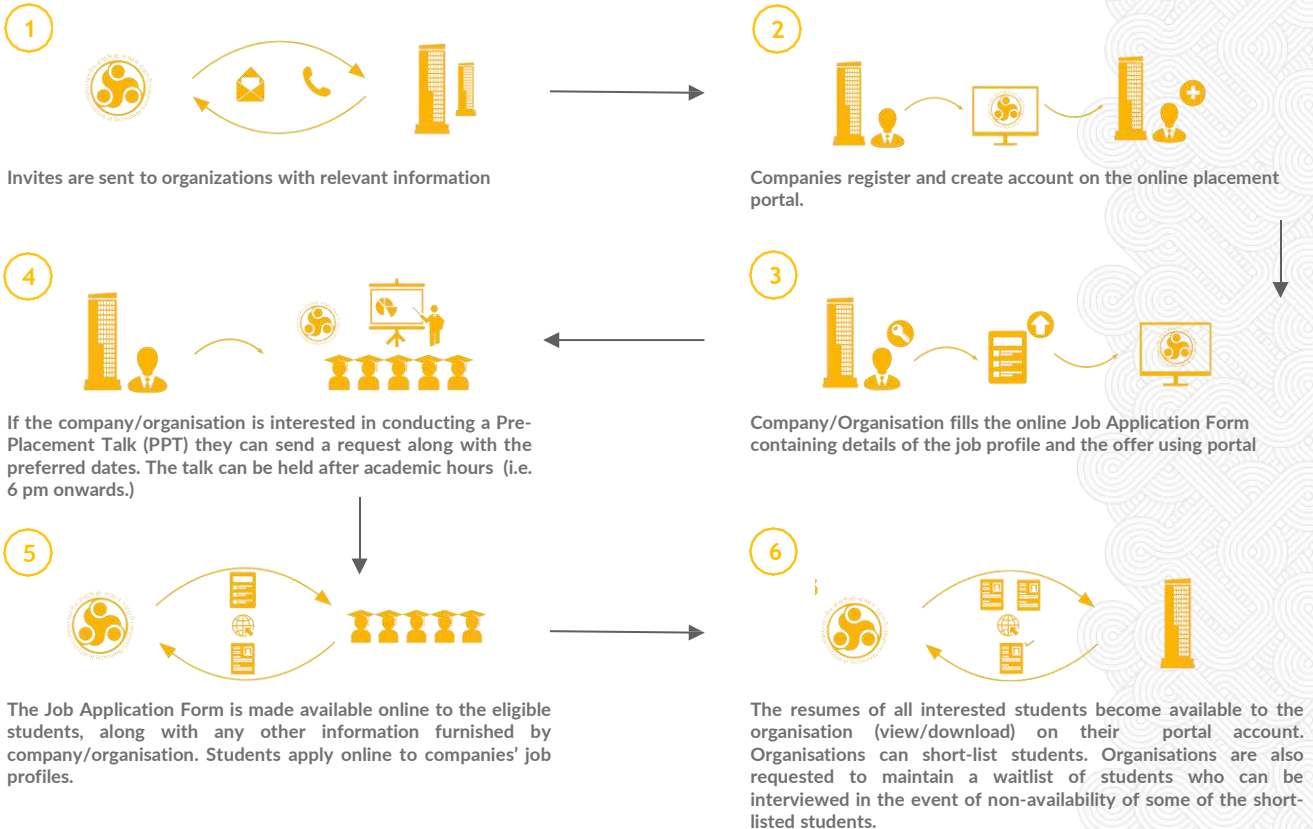 1
Invites are sent to organizations with relevant information
2
Companies register and create account on the online placement
portal.
3
Company/Organisation fills the online Job Application Form
containing details of the job profile and the offer using portal
4
If the company/organisation is interested in conducting a Pre-
Placement Talk (PPT) they can send a request along with the
preferred dates. The talk can be held after academic hours (i.e.
6 pm onwards.)
5
The Job Application Form is made available online to the eligible
students, along with any other information furnished by
company/organisation. Students apply online to companies’ job
profiles.
6
The resumes of all interested students become available to the
organisation (view/download) on their portal account.
Organisations can short-list students. Organisations are also
requested to maintain a waitlist of students who can be
interviewed in the event of non-availability of some of the short-
listed students.